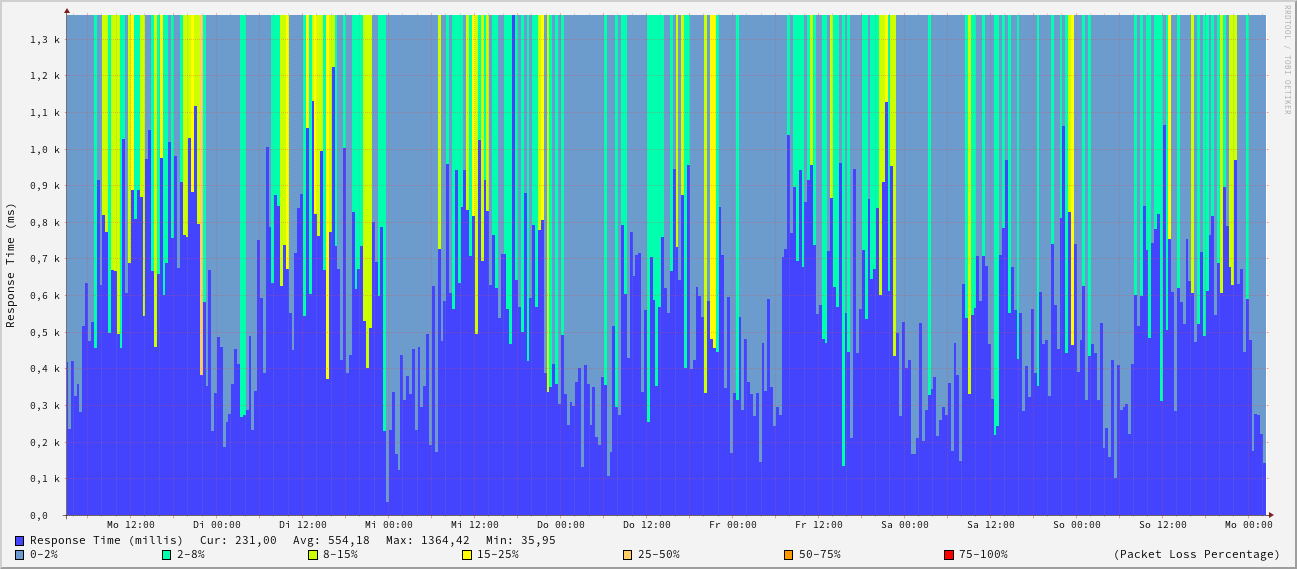 RRDTOOL / TOBI OETIKER
Response Time (ms)
1,3 k
1,2 k
1,1 k
1,0 k
0,9 k
0,8 k
0,7 k
0,6 k
0,5 k
0,4 k
0,3 k
0,2 k
0,1 k
0,0
Mo 12:00 Di 00:00 Di 12:00 Mi 00:00 Mi 12:00 Do 00:00 Do 12:00 Fr 00:00 Fr 12:00 Sa 00:00 Sa 12:00 So 00:00 So 12:00 Mo 00:00
Response Time (millis) Cur: 231,00 Avg: 554,18 Max: 1364,42 Min: 35,95
0-2% 2-8% 8-15% 15-25% 25-50% 50-75% 75-100% (Packet Loss Percentage)